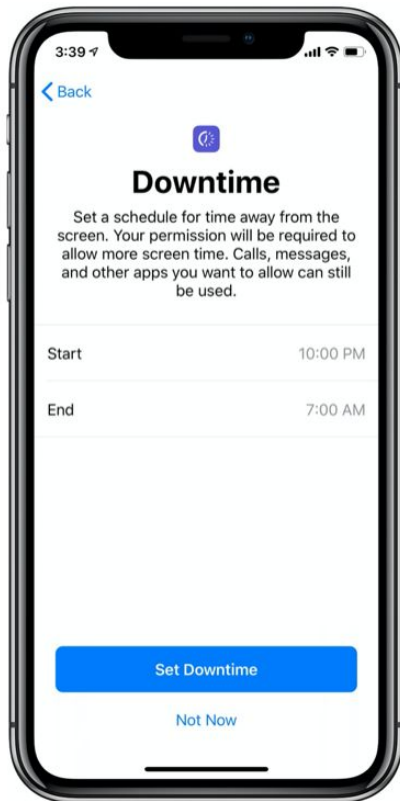 3:39
Back
Downtime
Set a schedule for time away from the
screen. Your permission will be required to
allow more screen time. Calls, messages,
and other apps you want to allow can still
be used.
Start 10:00 PM
End 7:00 AM
Set Downtime
Not Now